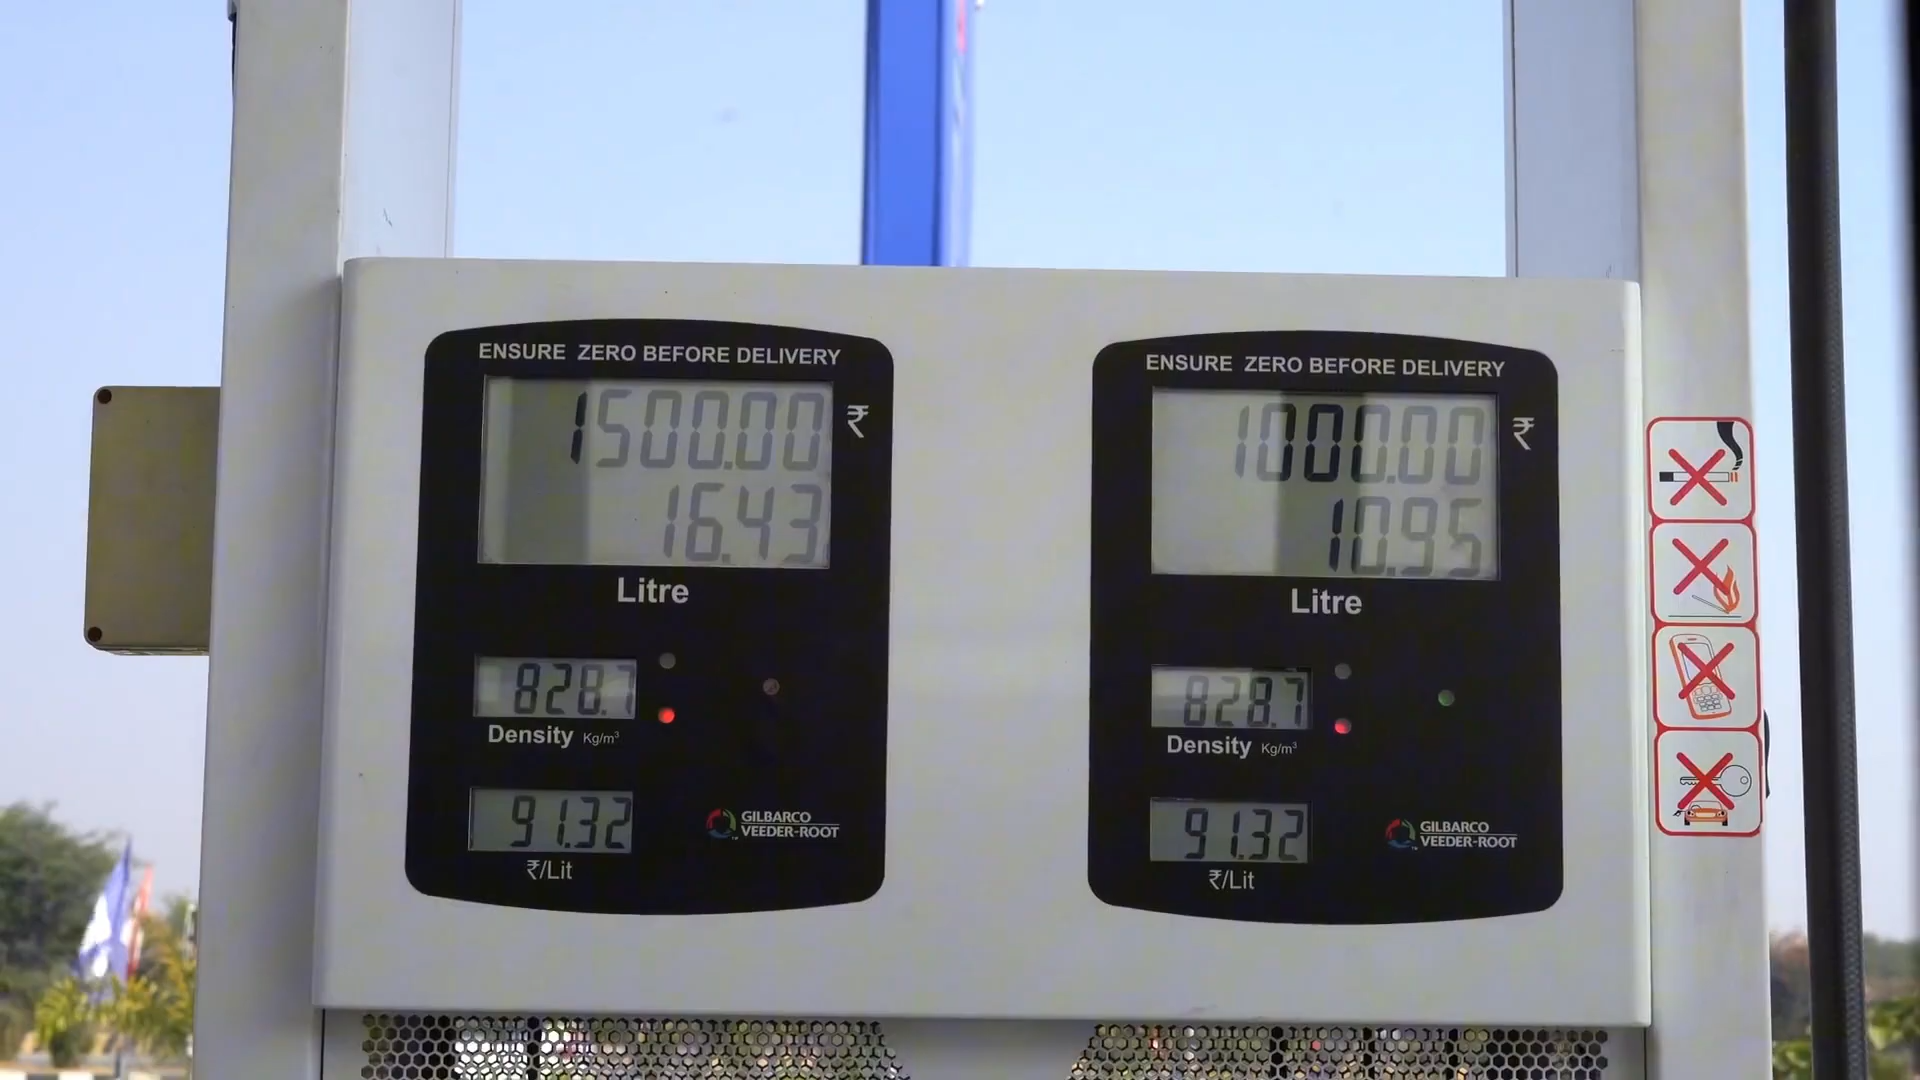 ENSURE ZERO BEFORE DELIVERY
1500.00 ₹
16.43
Litre
828.7
Density Kg/m³
91.32
₹/Lit
GILBARCO
VEEDER-ROOT
ENSURE ZERO BEFORE DELIVERY
1000.00 ₹
10.95
Litre
828.7
Density Kg/m³
91.32
₹/Lit
GILBARCO
VEEDER-ROOT